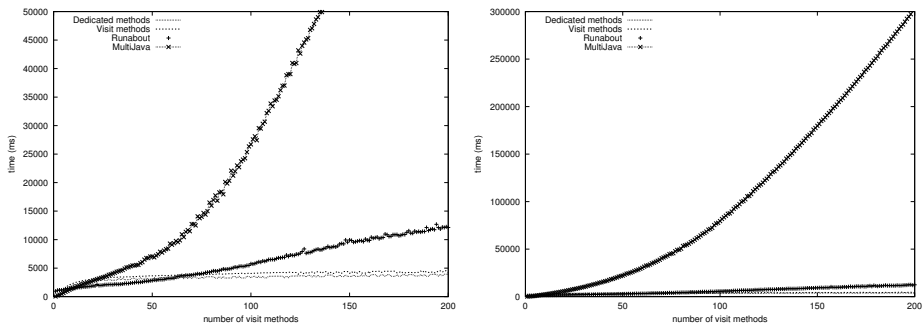 50000
45000
40000
35000
30000
25000
20000
15000
10000
5000
0
time (ms)
Dedicated methods
Visit methods
Runabout
MultiJava
0 50 100 150 200
number of visit methods
300000
250000
200000
150000
100000
50000
0
time (ms)
Dedicated methods
Visit methods
Runabout
MultiJava
0 50 100 150 200
number of visit methods